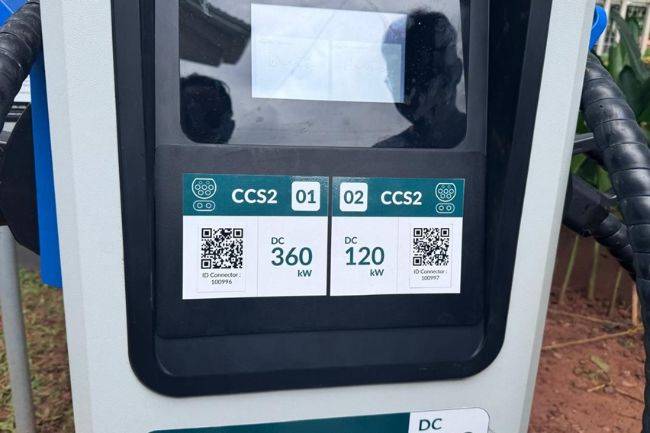 CCS2 01
DC
360
kW
ID Connector :
100996
02 CCS2
DC
120
kW
ID Connector :
100997
DC